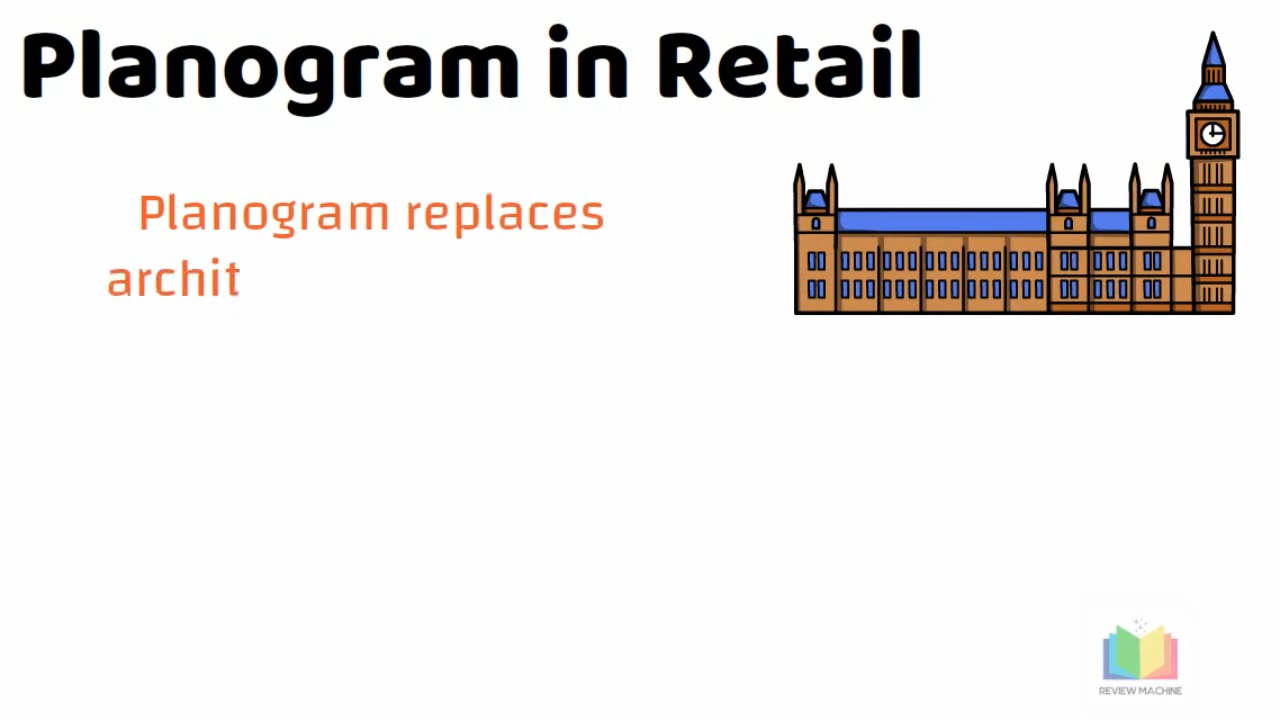 Planogram in Retail
Planogram replaces
archit
REVIEW MACHINE